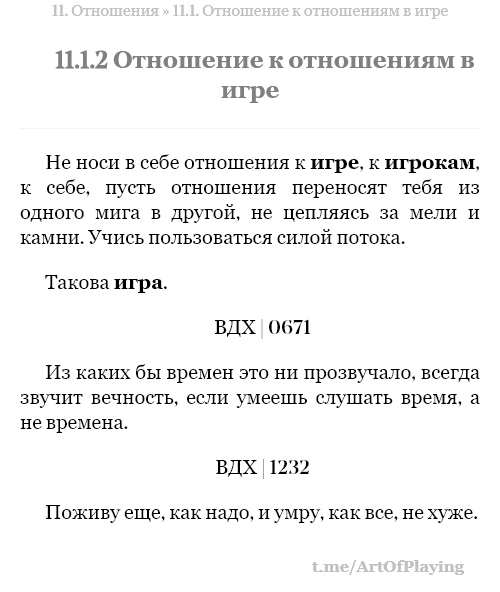 11. Отношения » 11.1. Отношение к отношениям в игре
11.1.2 Отношение к отношениям в
игре
Не носи в себе отношения к игре, к игрокам,
к себе, пусть отношения переносят тебя из
одного мига в другой, не цепляясь за мели и
камни. Учись пользоваться силой потока.
Такова игра.
ВДХ | 0671
Из каких бы времен это ни прозвучало, всегда
звучит вечность, если умеешь слушать время, а
не времена.
ВДХ | 1232
Поживу еще, как надо, и умру, как все, не хуже.
t.me/ArtOfPlaying